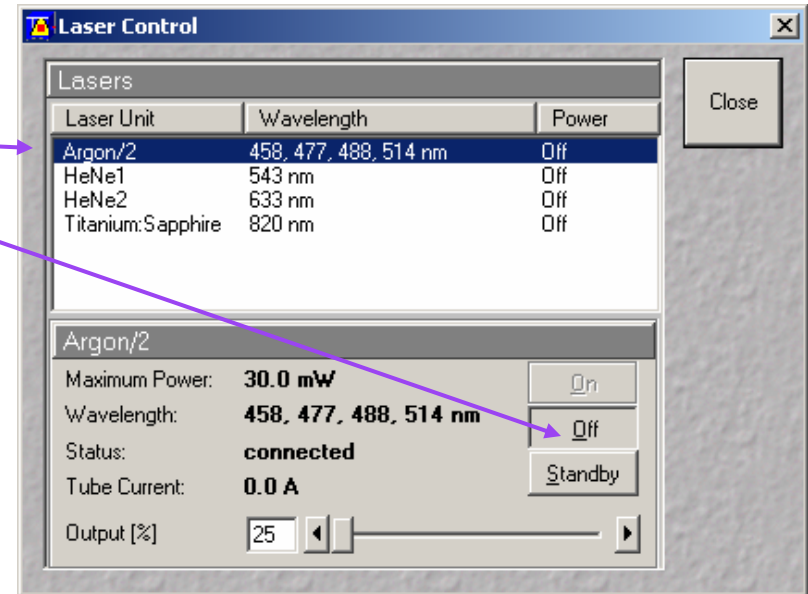 Laser Control
Lasers
Close
Laser Unit Wavelength Power
Argon/2 458, 477, 488, 514 nm Off
HeNe1 543 nm Off
HeNe2 633 nm Off
Titanium:Sapphire 820 nm Off
Argon/2
Maximum Power: 30.0 mW On
Wavelength: 458, 477, 488, 514 nm Off
Status: connected
Tube Current: 0.0 A Standby
Output [%] 25